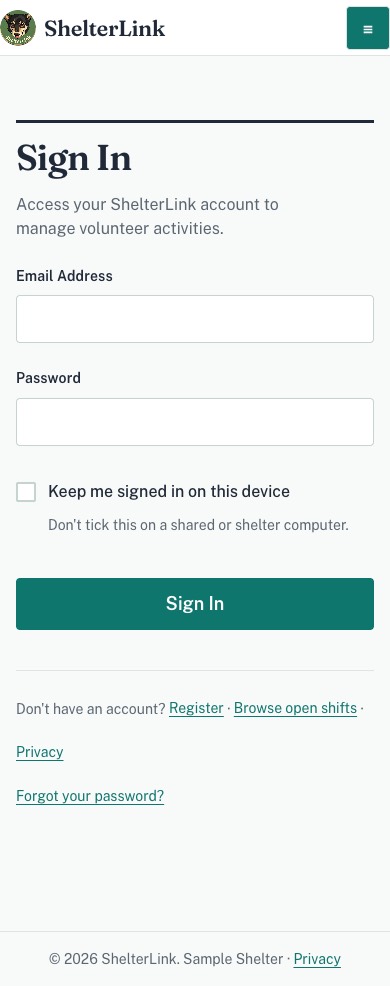 ShelterLink
Sign In
Access your ShelterLink account to
manage volunteer activities.
Email Address
Password
Keep me signed in on this device
Don't tick this on a shared or shelter computer.
Sign In
Don't have an account? Register · Browse open shifts ·
Privacy
Forgot your password?
© 2026 ShelterLink. Sample Shelter · Privacy